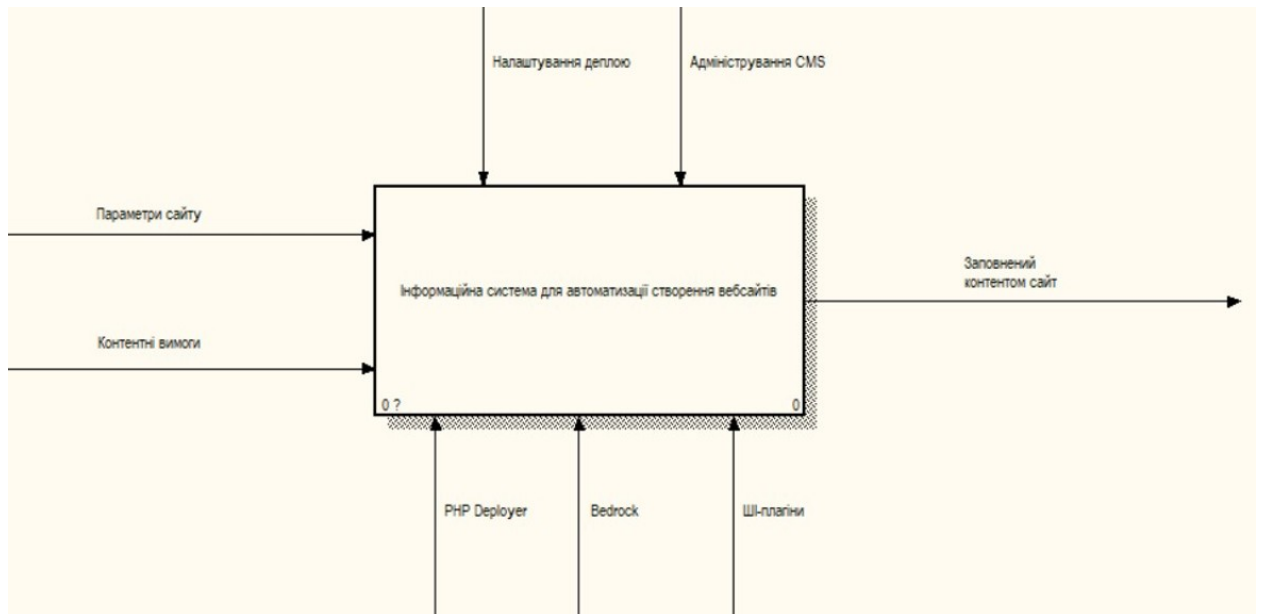 Налаштування деплою
Адміністрування CMS
Параметри сайту
Інформаційна система для автоматизації створення вебсайтів
Заповнений
контентом сайт
Контентні вимоги
0 ?
0
PHP Deployer
Bedrock
ШІ-плагіни